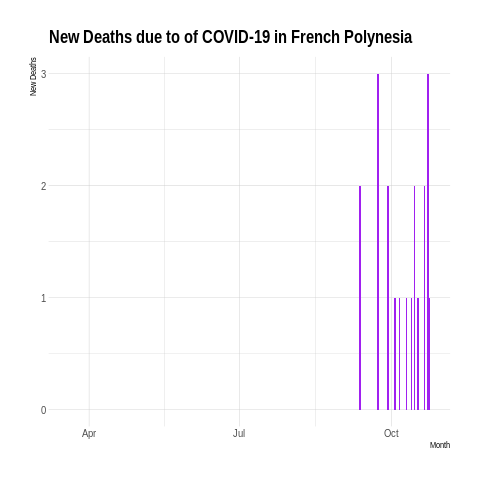 New Deaths due to of COVID-19 in French Polynesia
New Deaths
3
2
1
0
Apr
Jul
Oct
Month